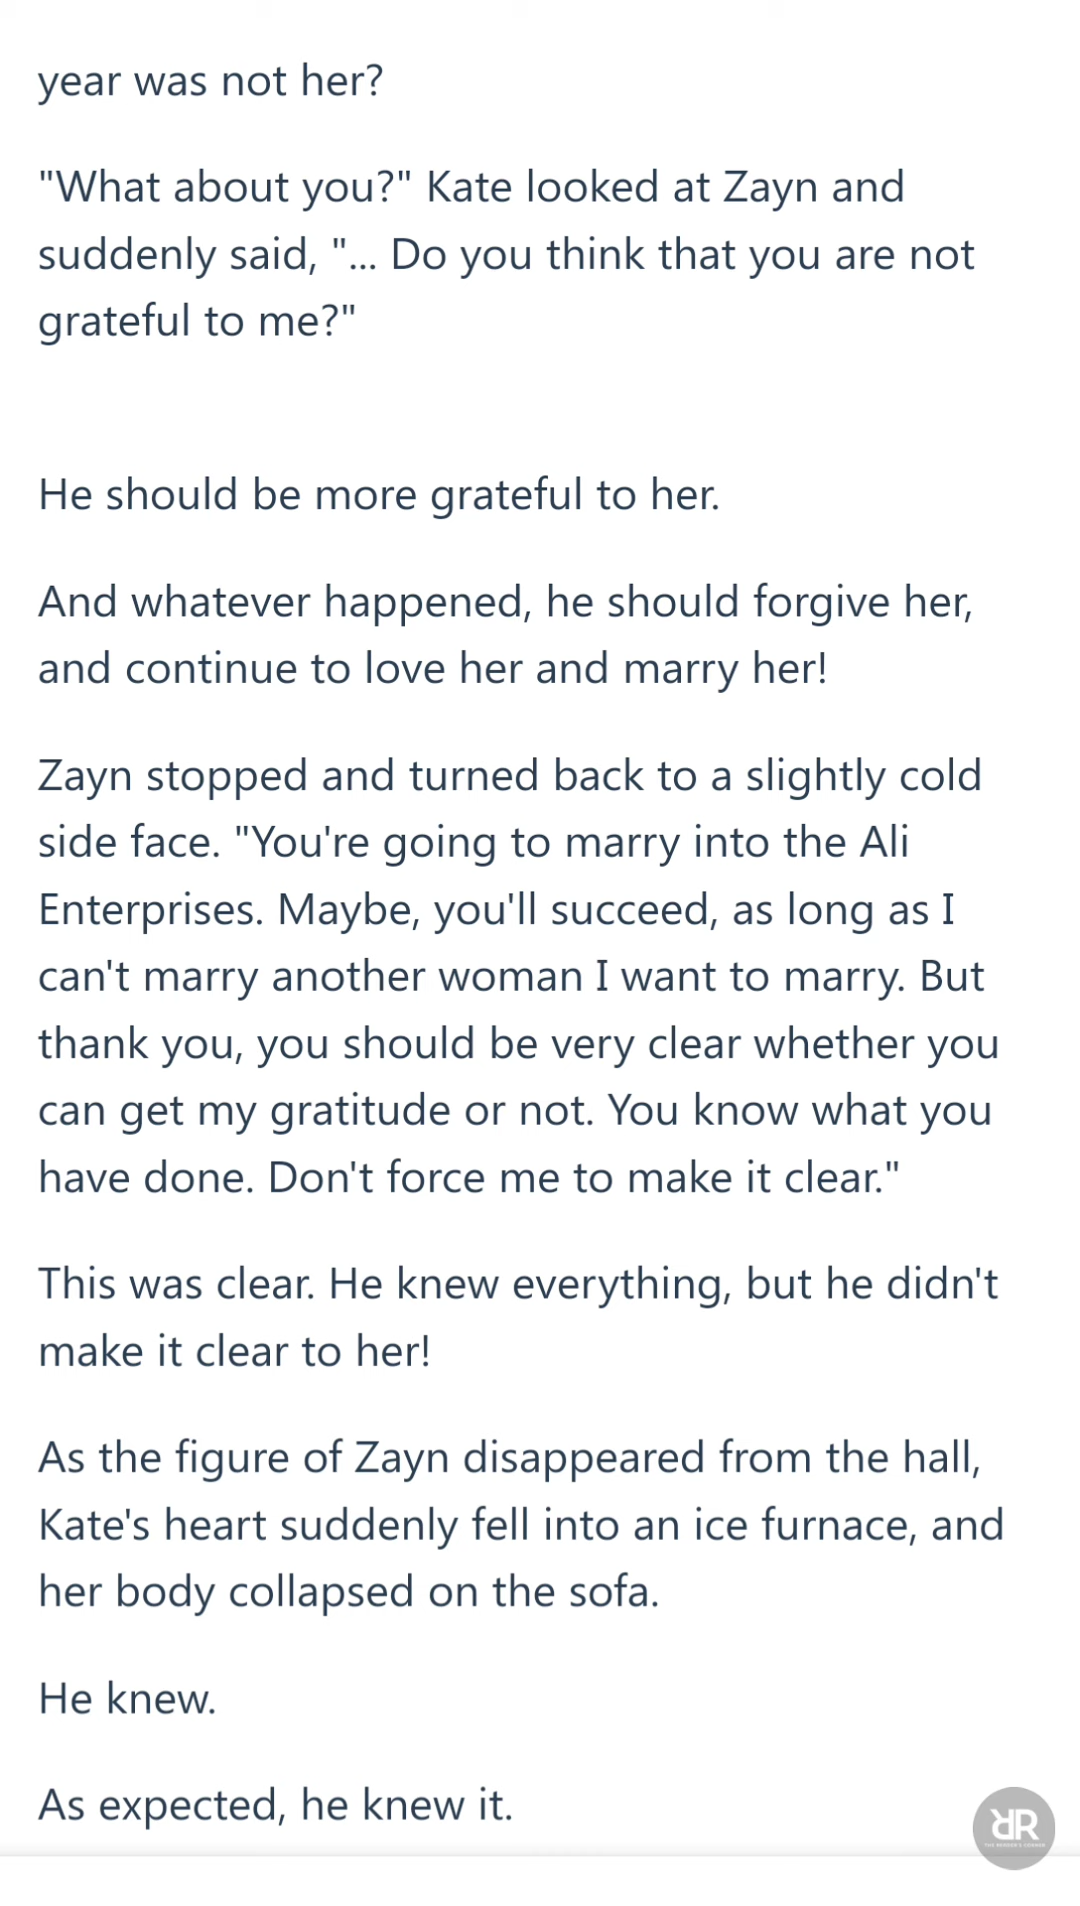 year was not her?
"What about you?" Kate looked at Zayn and
suddenly said, "... Do you think that you are not
grateful to me?"
He should be more grateful to her.
And whatever happened, he should forgive her,
and continue to love her and marry her!
Zayn stopped and turned back to a slightly cold
side face. "You're going to marry into the Ali
Enterprises. Maybe, you'll succeed, as long as I
can't marry another woman I want to marry. But
thank you, you should be very clear whether you
can get my gratitude or not. You know what you
have done. Don't force me to make it clear."
This was clear. He knew everything, but he didn't
make it clear to her!
As the figure of Zayn disappeared from the hall,
Kate's heart suddenly fell into an ice furnace, and
her body collapsed on the sofa.
He knew.
As expected, he knew it.